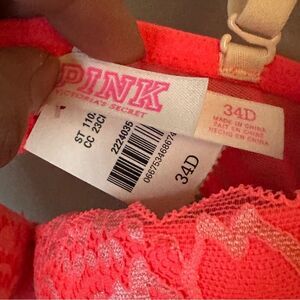 PINK
VICTORIA'S SECRET
34D
MADE IN CHINA
FAIT EN CHINE
HECHO EN CHINA
ST 110
CC 23CI
2224035
34D